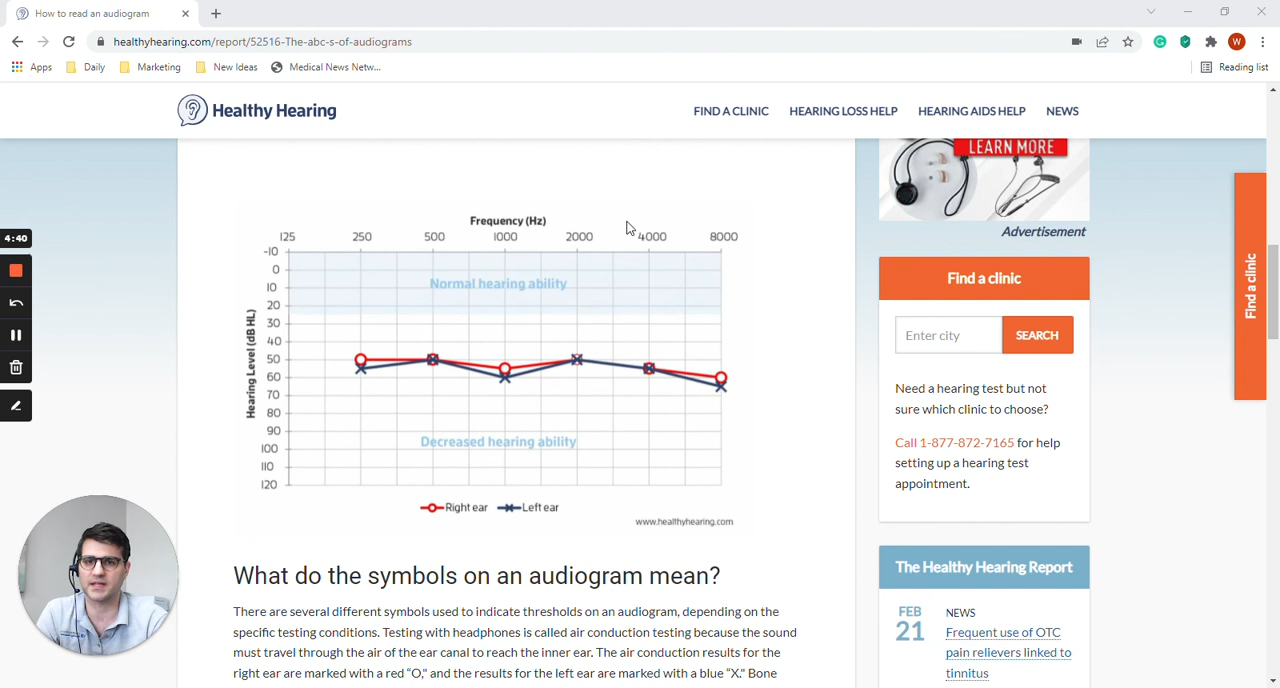 How to read an audiogram
healthyhearing.com/report/52516-The-abc-s-of-audiograms
W
Apps Daily Marketing New Ideas Medical News Netw... Reading list
Healthy Hearing
FIND A CLINIC HEARING LOSS HELP HEARING AIDS HELP NEWS
LEARN MORE
Advertisement
4:40
Frequency (Hz)
125 250 500 1000 2000 4000 8000
Hearing Level (dB HL)
-10
0
10
20
30
40
50
60
70
80
90
100
110
120
Normal hearing ability
Decreased hearing ability
Right ear Left ear
www.healthyhearing.com
What do the symbols on an audiogram mean?
There are several different symbols used to indicate thresholds on an audiogram, depending on the
specific testing conditions. Testing with headphones is called air conduction testing because the sound
must travel through the air of the ear canal to reach the inner ear. The air conduction results for the
right ear are marked with a red “O,” and the results for the left ear are marked with a blue “X.” Bone
Find a clinic
Enter city SEARCH
Need a hearing test but not
sure which clinic to choose?
Call 1-877-872-7165 for help
setting up a hearing test
appointment.
The Healthy Hearing Report
FEB
21
NEWS
Frequent use of OTC
pain relievers linked to
tinnitus
Find a clinic